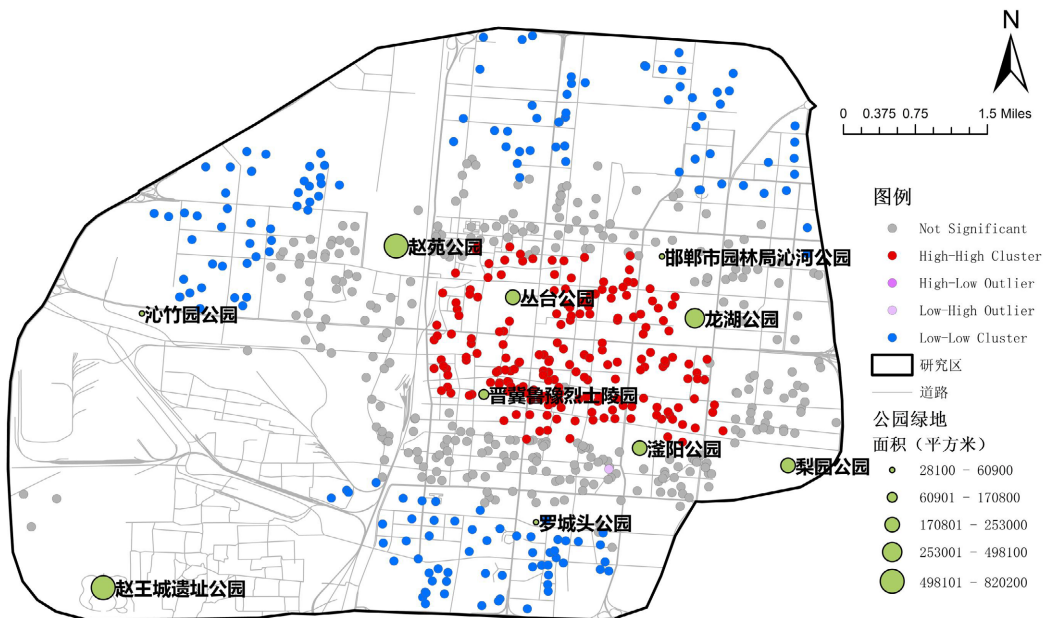 N
0 0.375 0.75 1.5 Miles
赵苑公园
邯郸市园林局沁河公园
丛台公园
沁竹园公园
龙湖公园
晋冀鲁豫烈士陵园
滏阳公园
梨园公园
罗城头公园
赵王城遗址公园
图例
Not Significant
High-High Cluster
High-Low Outlier
Low-High Outlier
Low-Low Cluster
研究区
道路
公园绿地
面积（平方米）
28100 - 60900
60901 - 170800
170801 - 253000
253001 - 498100
498101 - 820200